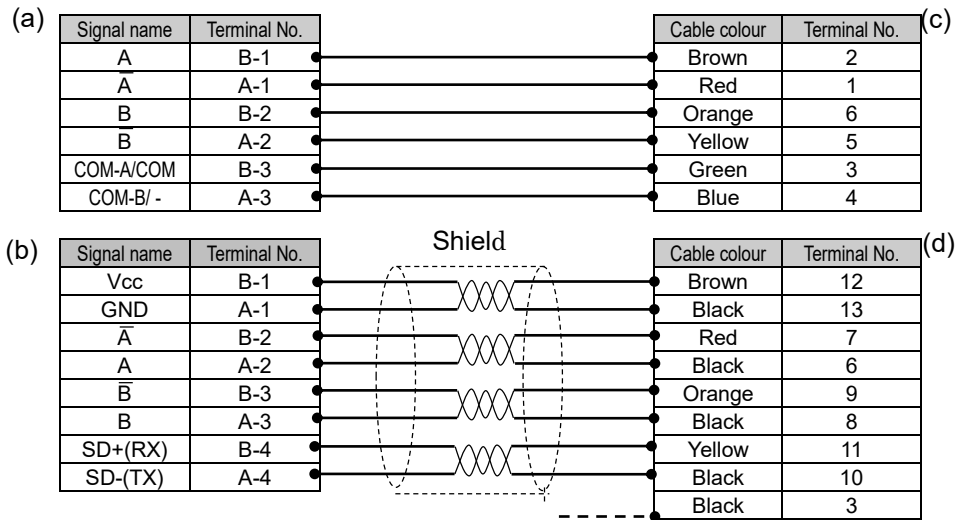 (a)
Signal name Terminal No.
A B-1
A̅ A-1
B B-2
B̅ A-2
COM-A/COM B-3
COM-B/ - A-3
(c)
Cable colour Terminal No.
Brown 2
Red 1
Orange 6
Yellow 5
Green 3
Blue 4
(b)
Signal name Terminal No.
Vcc B-1
GND A-1
A̅ B-2
A A-2
B̅ B-3
B A-3
SD+(RX) B-4
SD-(TX) A-4
Shield
(d)
Cable colour Terminal No.
Brown 12
Black 13
Red 7
Black 6
Orange 9
Black 8
Yellow 11
Black 10
Black 3